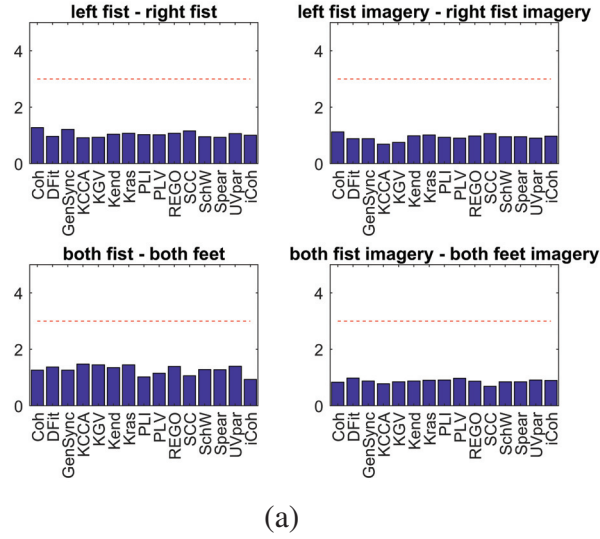 left fist - right fist
4
2
0
Coh DFit GenSync KCCA KGV Kend Kras PLI PLV REGO SCC SchW Spear UVpar iCoh
left fist imagery - right fist imagery
4
2
0
Coh DFit GenSync KCCA KGV Kend Kras PLI PLV REGO SCC SchW Spear UVpar iCoh
both fist - both feet
4
2
0
Coh DFit GenSync KCCA KGV Kend Kras PLI PLV REGO SCC SchW Spear UVpar iCoh
both fist imagery - both feet imagery
4
2
0
Coh DFit GenSync KCCA KGV Kend Kras PLI PLV REGO SCC SchW Spear UVpar iCoh
(a)